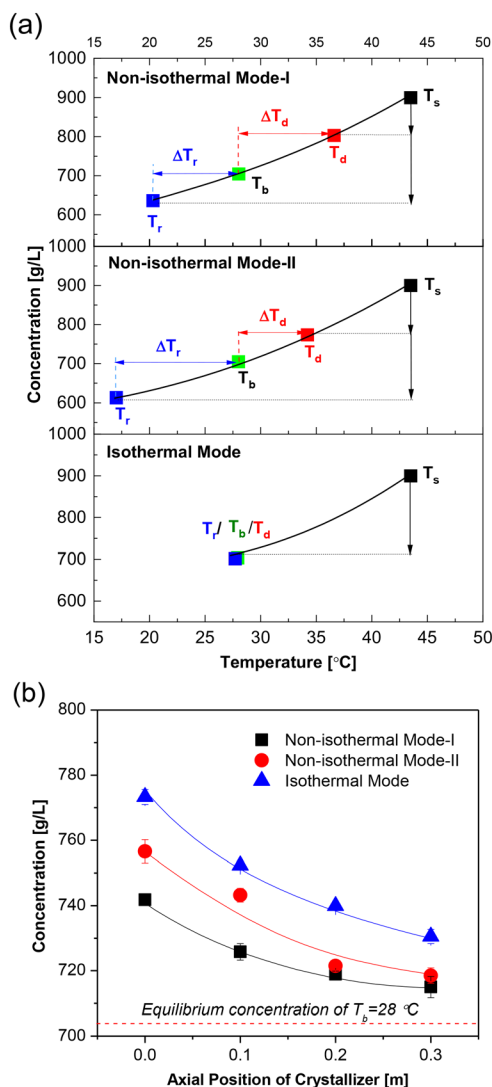 (a)
15 20 25 30 35 40 45 50
1000
Non-isothermal Mode-I
900
800
700
600
ΔT_d
ΔT_r
T_s
T_d
T_b
T_r
1000
Non-isothermal Mode-II
900
800
700
600
ΔT_d
ΔT_r
T_s
T_d
T_b
T_r
1000
Isothermal Mode
900
800
700
600
T_s
T_r/ T_b/T_d
Concentration [g/L]
15 20 25 30 35 40 45 50
Temperature [°C]
(b)
800
780
760
740
720
700
Concentration [g/L]
Non-isothermal Mode-I
Non-isothermal Mode-II
Isothermal Mode
Equilibrium concentration of T_b=28 °C
0.0 0.1 0.2 0.3
Axial Position of Crystallizer [m]